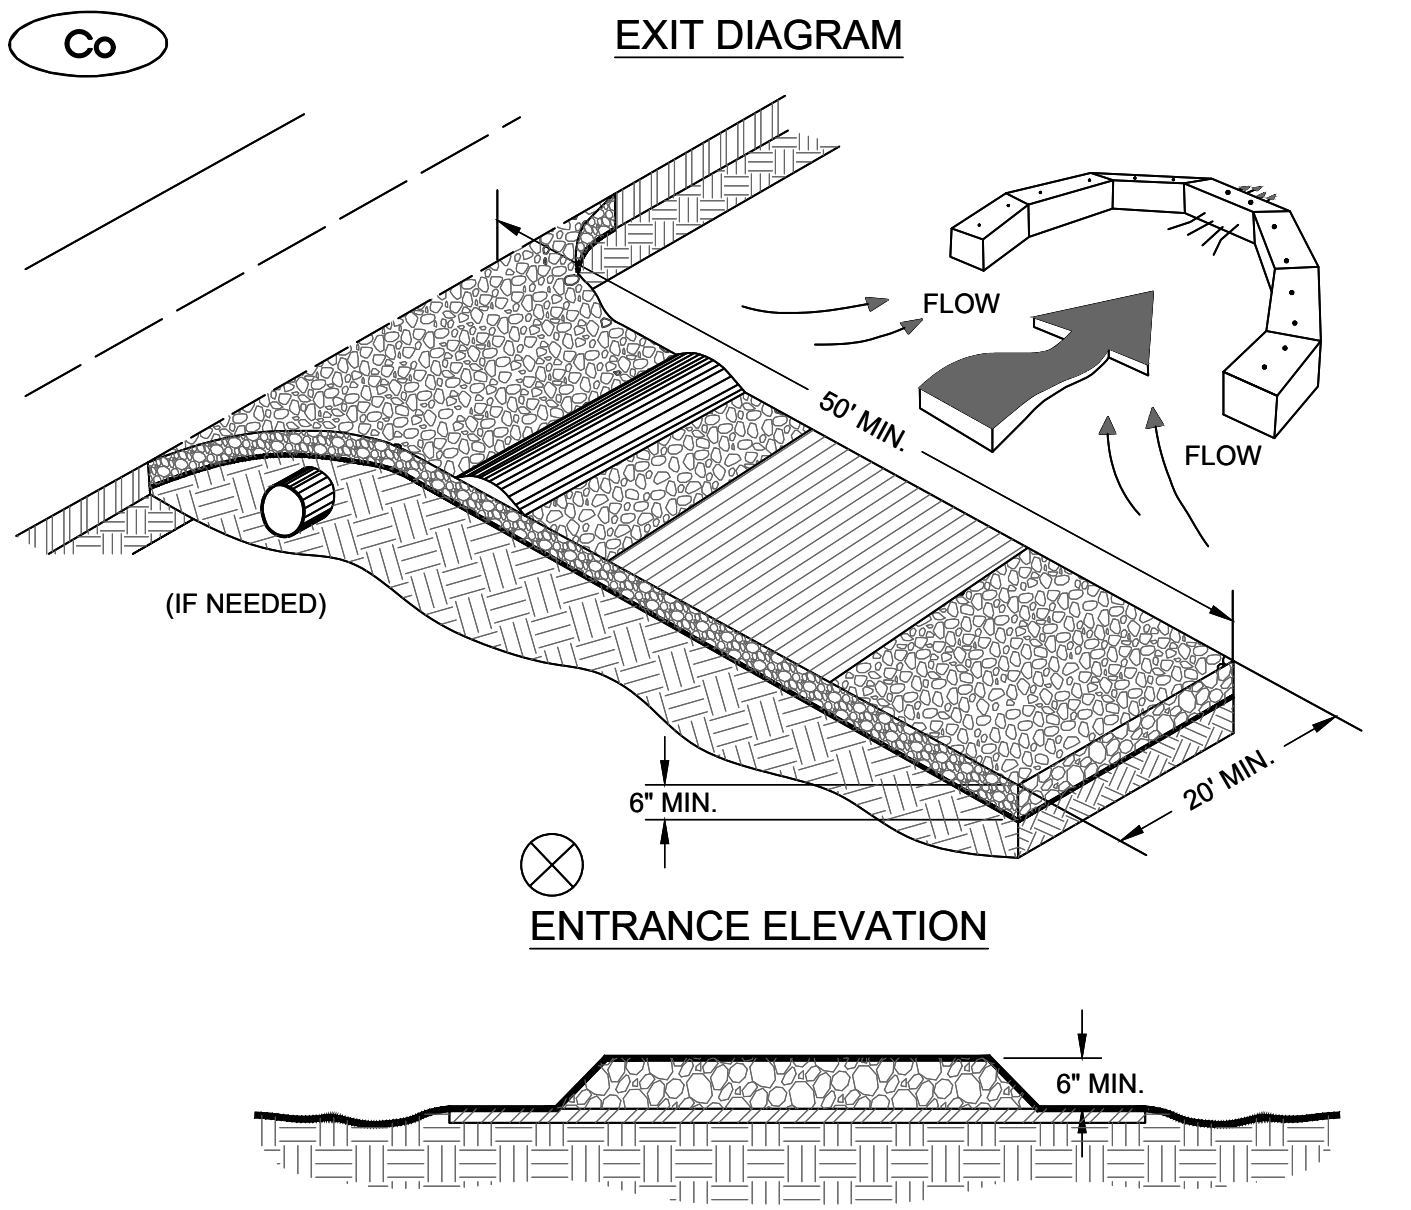 Co
EXIT DIAGRAM
FLOW
50' MIN.
FLOW
(IF NEEDED)
20' MIN.
6" MIN.
ENTRANCE ELEVATION
6" MIN.